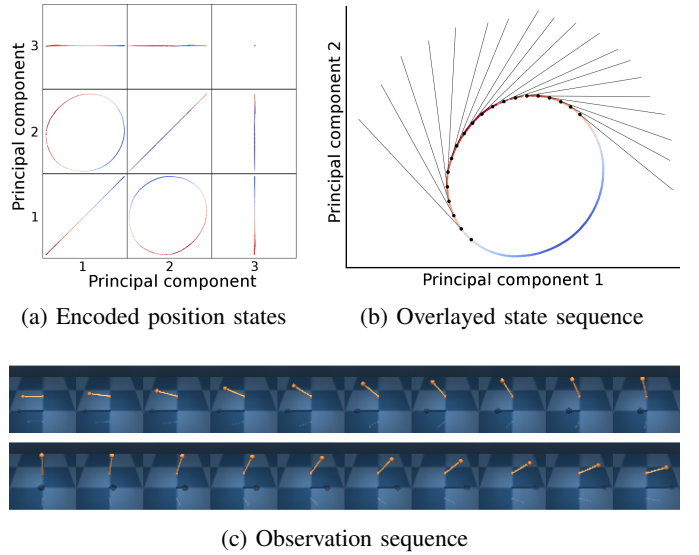 3
2
1
Principal component
1 2 3
Principal component
Principal component 2
Principal component 1
(a) Encoded position states
(b) Overlayed state sequence
(c) Observation sequence